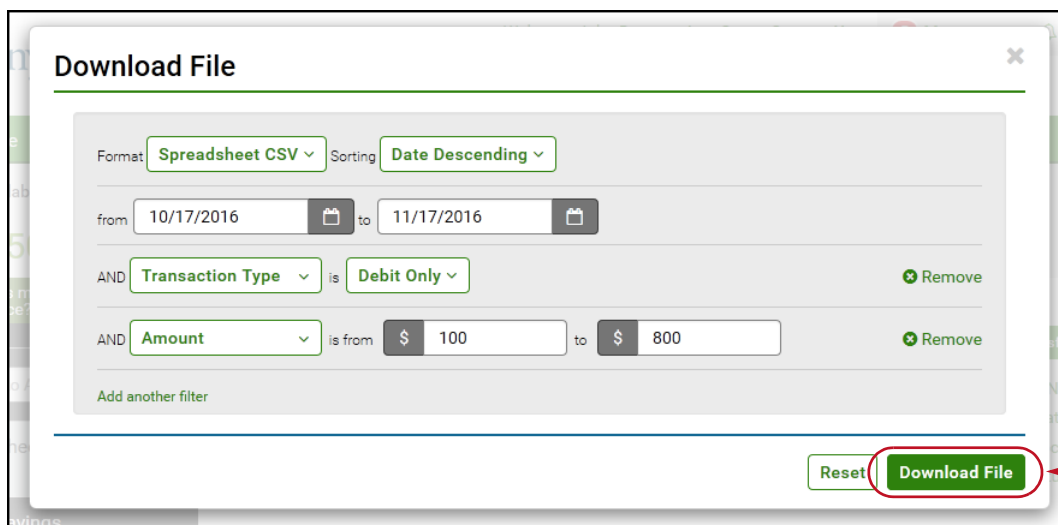 Download File
Format Spreadsheet CSV Sorting Date Descending
from 10/17/2016 to 11/17/2016
AND Transaction Type is Debit Only Remove
AND Amount is from $ 100 to $ 800 Remove
Add another filter
Reset Download File